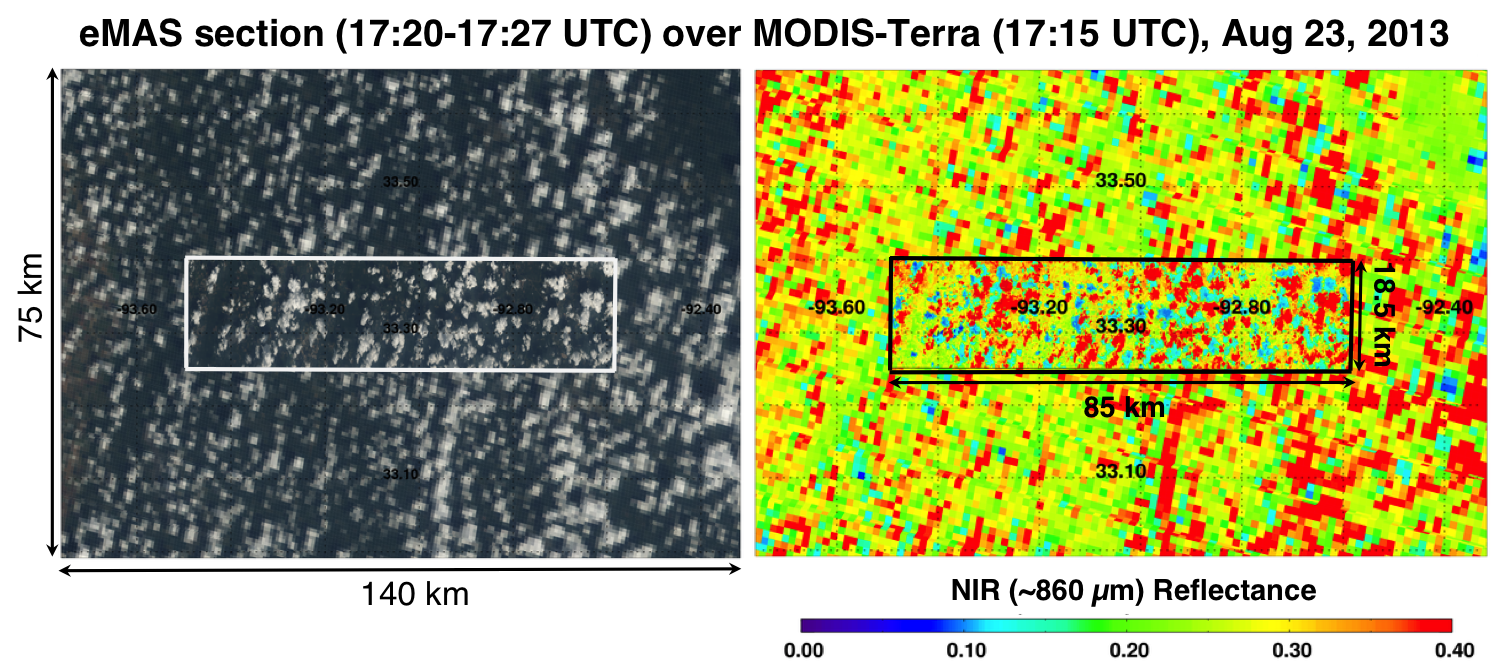 eMAS section (17:20-17:27 UTC) over MODIS-Terra (17:15 UTC), Aug 23, 2013
75 km
33.50
-93.60
-93.20
-92.80
-92.40
33.30
33.10
140 km
33.50
-93.60
-93.20
-92.80
-92.40
33.30
18.5 km
85 km
33.10
NIR (~860 µm) Reflectance
0.00 0.10 0.20 0.30 0.40